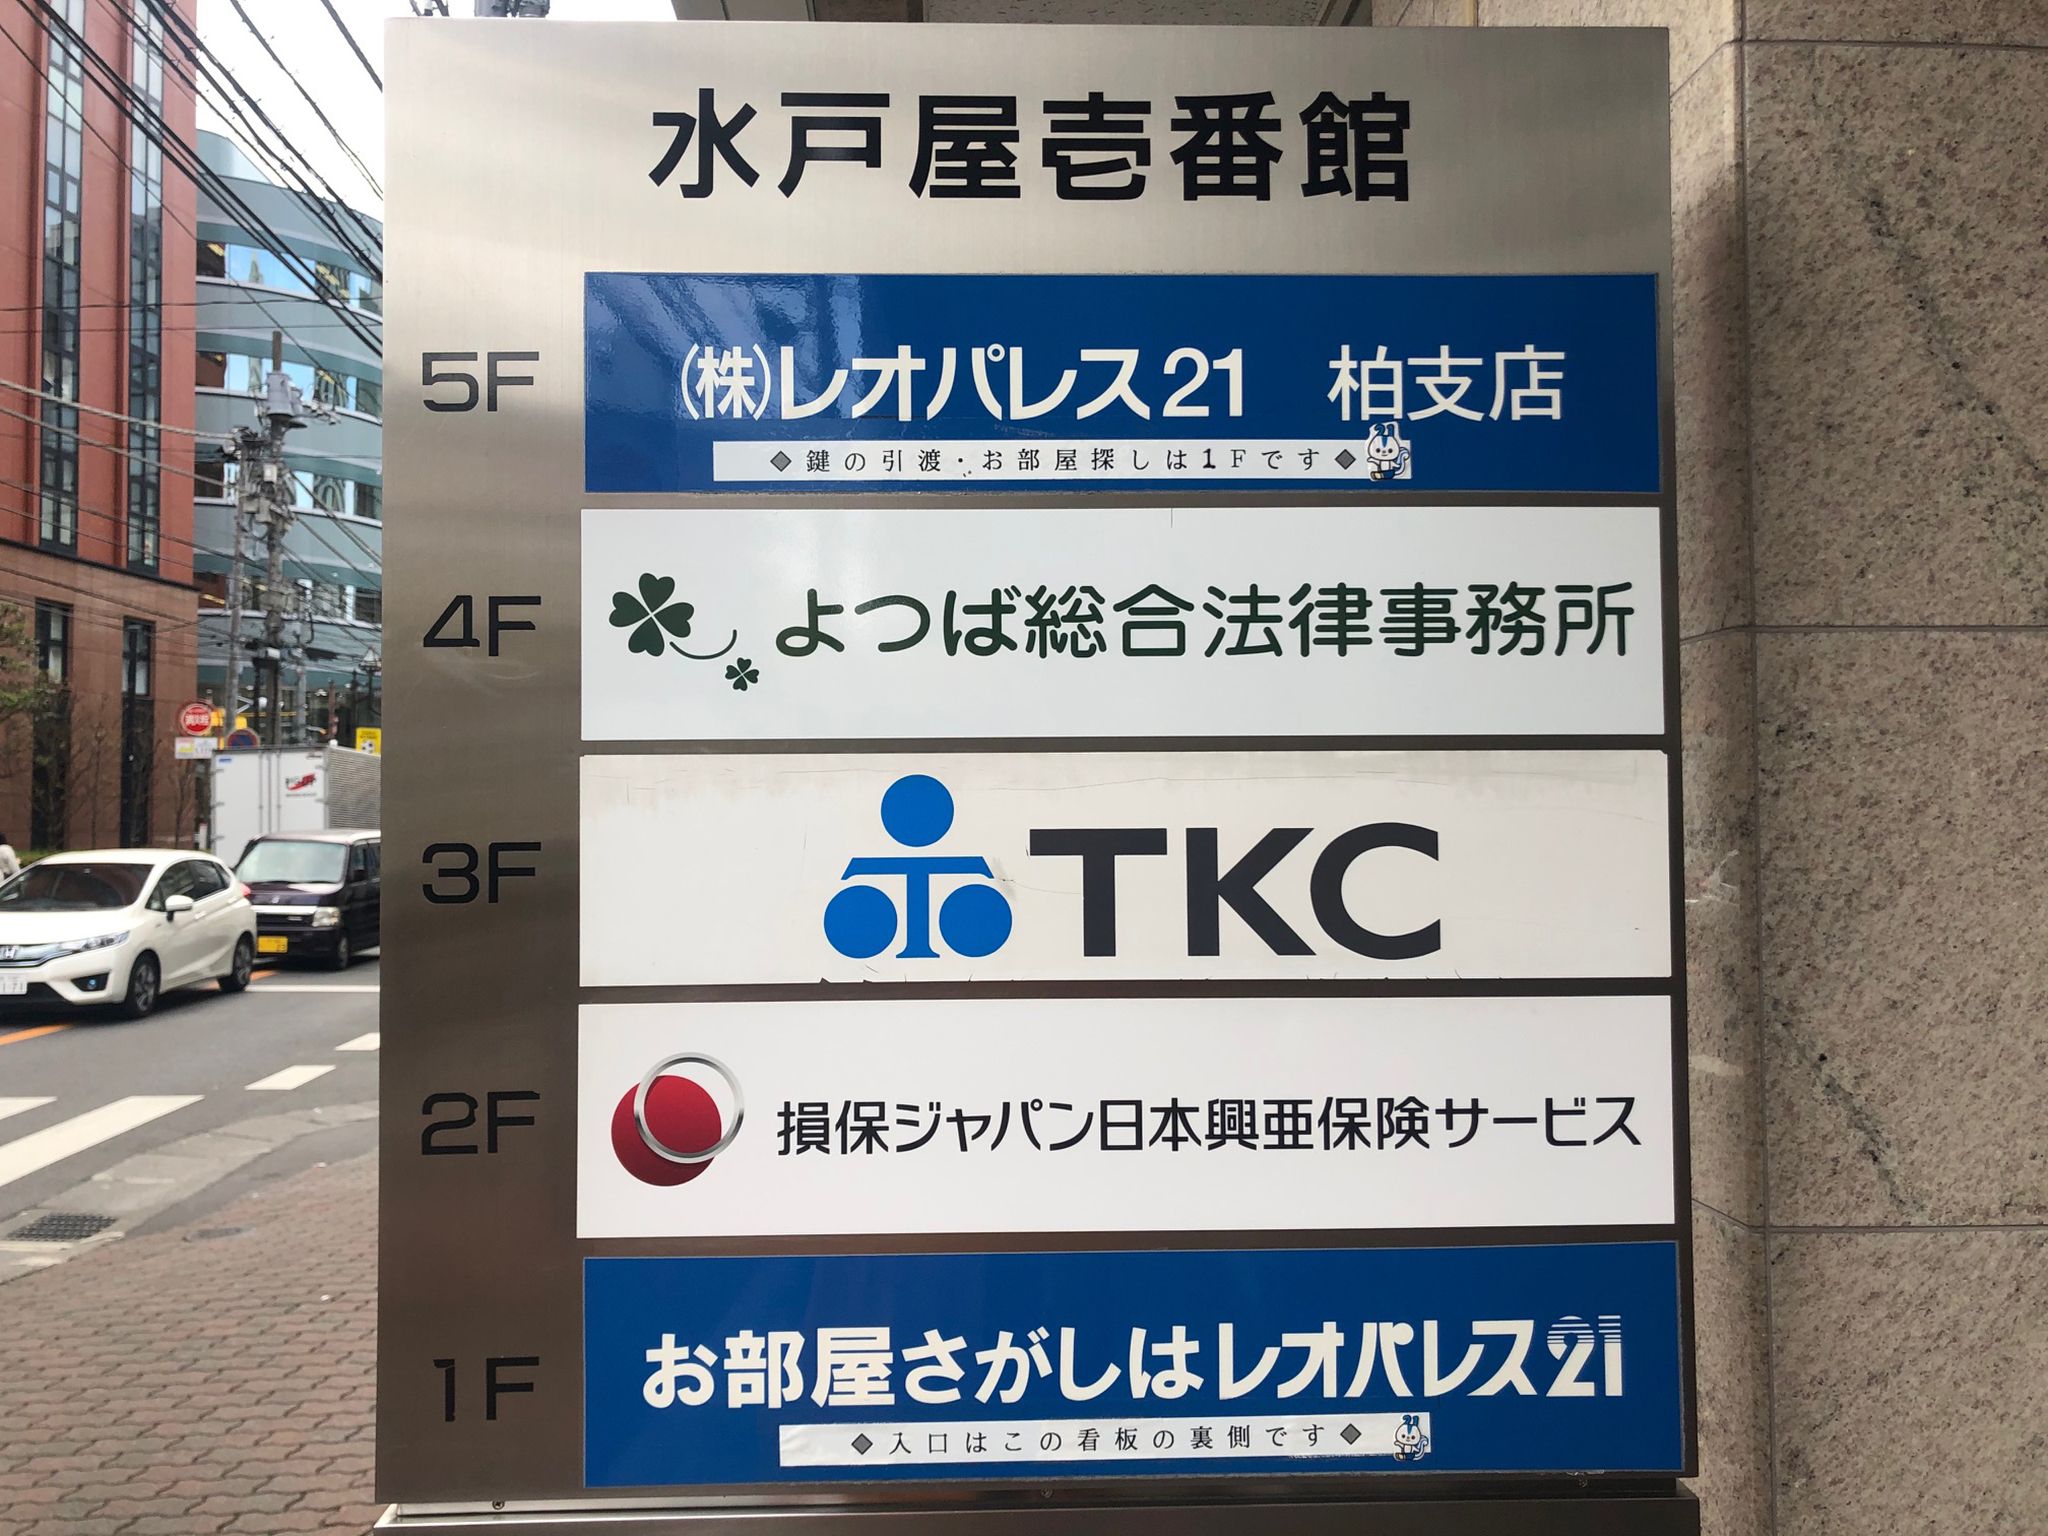 水戸屋壱番館
5F
(株)レオパレス21 柏支店
◆鍵の引渡・お部屋探しは1Fです◆
4F
よつば総合法律事務所
3F
TKC
2F
損保ジャパン日本興亜保険サービス
1F
お部屋さがしはレオパレス21
◆入口はこの看板の裏側です◆